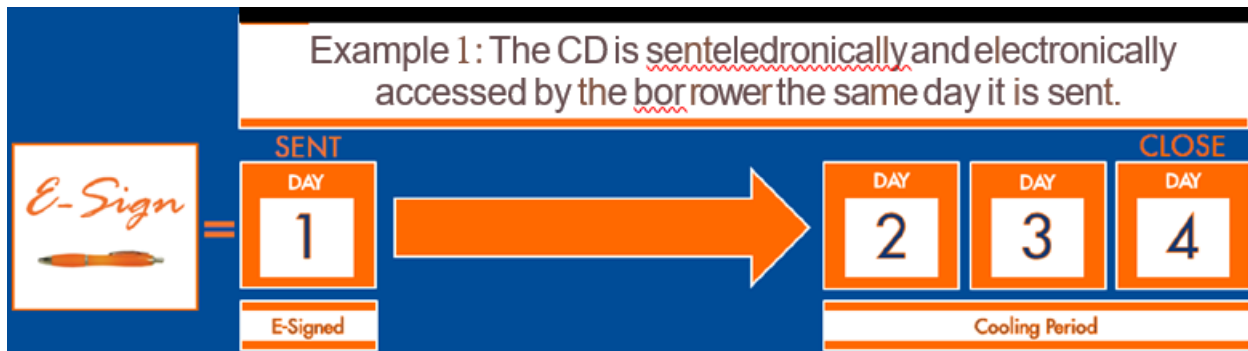 Example 1: The CD is senteledronically and electronically
accessed by the bor rower the same day it is sent.
SENT
CLOSE
E-Sign
=
DAY
1
DAY
2
DAY
3
DAY
4
E-Signed
Cooling Period